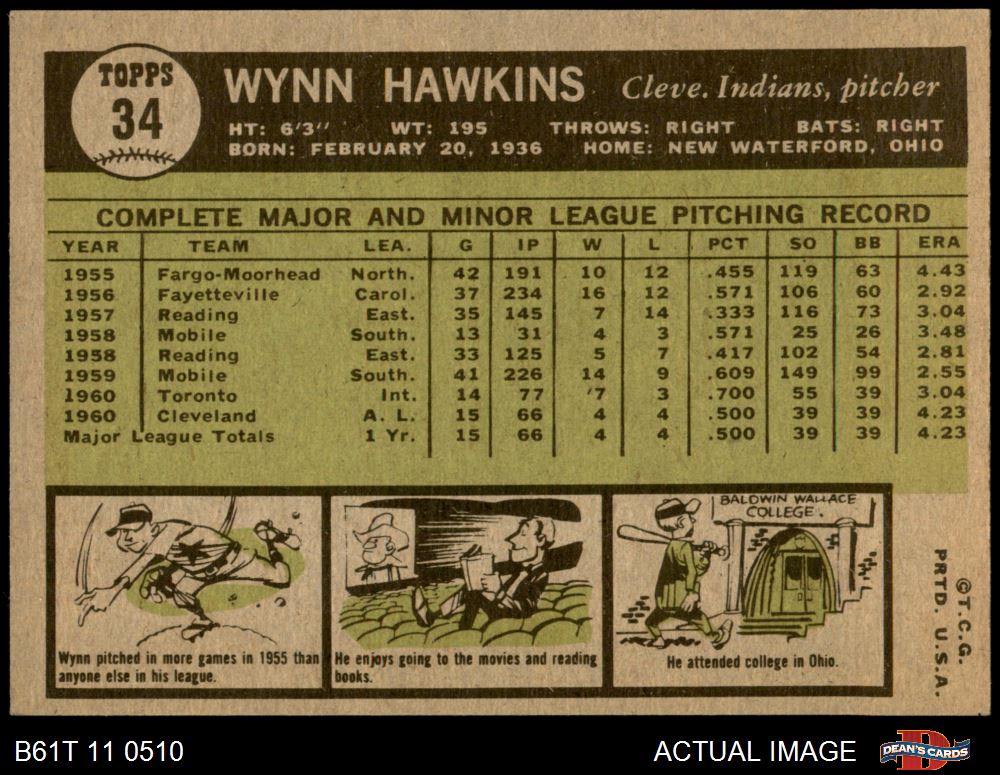 TOPPS
34
WYNN HAWKINS Cleve. Indians, pitcher
HT: 6'3" WT: 195 THROWS: RIGHT BATS: RIGHT
BORN: FEBRUARY 20, 1936 HOME: NEW WATERFORD, OHIO
COMPLETE MAJOR AND MINOR LEAGUE PITCHING RECORD
YEAR TEAM LEA. G IP W L PCT SO BB ERA
1955 Fargo-Moorhead North. 42 191 10 12 .455 119 63 4.43
1956 Fayetteville Carol. 37 234 16 12 .571 106 60 2.92
1957 Reading East. 35 145 7 14 .333 116 73 3.04
1958 Mobile South. 13 31 4 3 .571 25 26 3.48
1958 Reading East. 33 125 5 7 .417 102 54 2.81
1959 Mobile South. 41 226 14 9 .609 149 99 2.55
1960 Toronto Int. 14 77 7 3 .700 55 39 3.04
1960 Cleveland A. L. 15 66 4 4 .500 39 39 4.23
Major League Totals 1 Yr. 15 66 4 4 .500 39 39 4.23
Wynn pitched in more games in 1955 than
anyone else in his league.
He enjoys going to the movies and reading
books.
BALDWIN WALLACE
COLLEGE.
He attended college in Ohio.
©T.C.G.
PRTD. U.S.A.
B61T 11 0510
ACTUAL IMAGE
DEAN'S CARDS